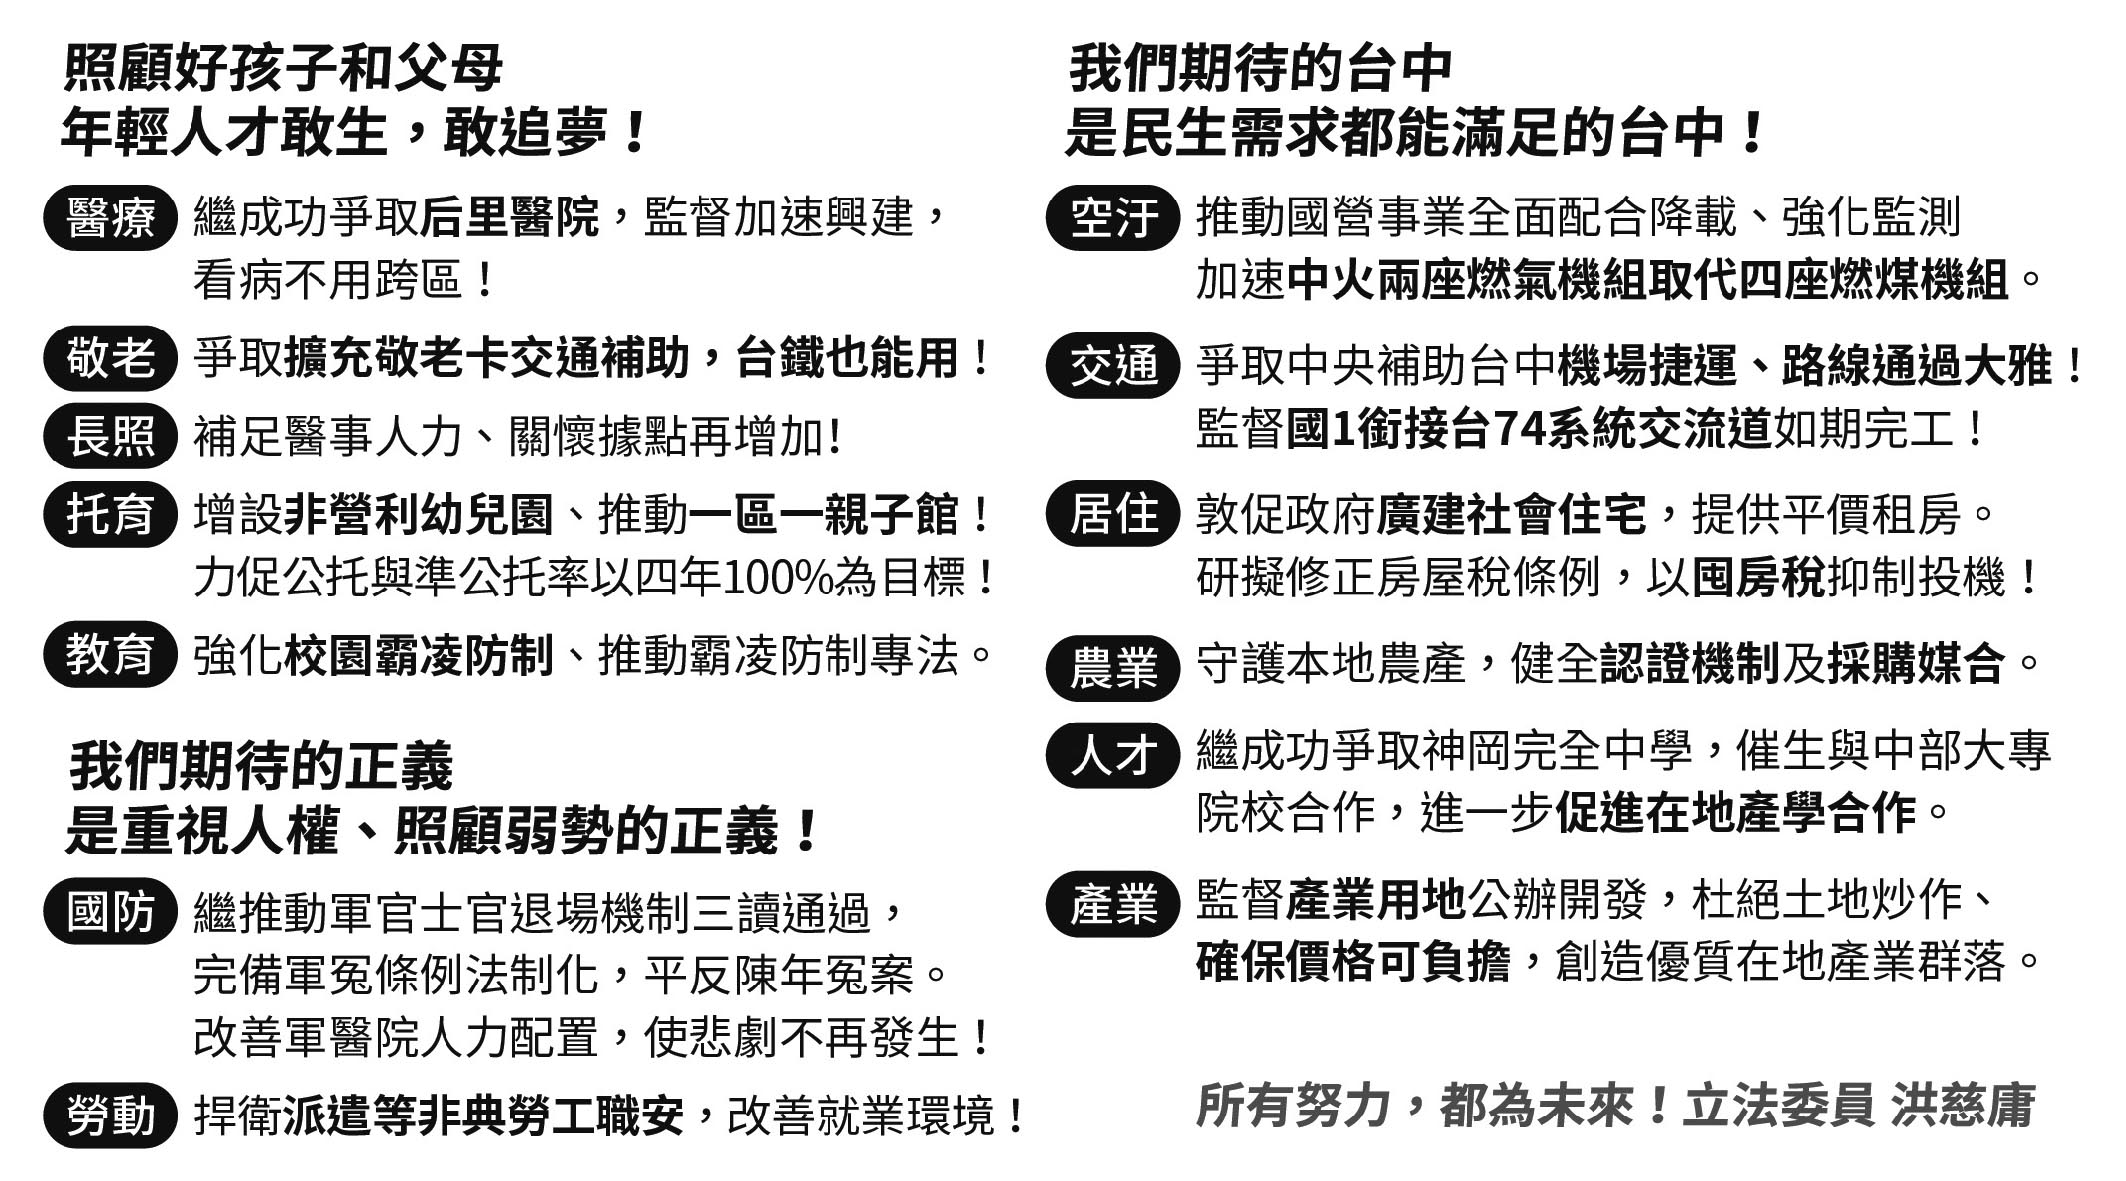 照顧好孩子和父母
年輕人才敢生，敢追夢！
醫療 繼成功爭取后里醫院，監督加速興建，
看病不用跨區！
敬老 爭取擴充敬老卡交通補助，台鐵也能用！
長照 補足醫事人力、關懷據點再增加!
托育 增設非營利幼兒園、推動一區一親子館！
力促公托與準公托率以四年100%為目標！
教育 強化校園霸凌防制、推動霸凌防制專法。
我們期待的正義
是重視人權、照顧弱勢的正義！
國防 繼推動軍官士官退場機制三讀通過，
完備軍冤條例法制化，平反陳年冤案。
改善軍醫院人力配置，使悲劇不再發生！
勞動 捍衛派遣等非典勞工職安，改善就業環境！
我們期待的台中
是民生需求都能滿足的台中！
空汙 推動國營事業全面配合降載、強化監測
加速中火兩座燃氣機組取代四座燃煤機組。
交通 爭取中央補助台中機場捷運、路線通過大雅！
監督國1銜接台74系統交流道如期完工！
居住 敦促政府廣建社會住宅，提供平價租房。
研擬修正房屋稅條例，以囤房稅抑制投機！
農業 守護本地農產，健全認證機制及採購媒合。
人才 繼成功爭取神岡完全中學，催生與中部大專
院校合作，進一步促進在地產學合作。
產業 監督產業用地公辦開發，杜絕土地炒作、
確保價格可負擔，創造優質在地產業群落。
所有努力，都為未來！立法委員 洪慈庸